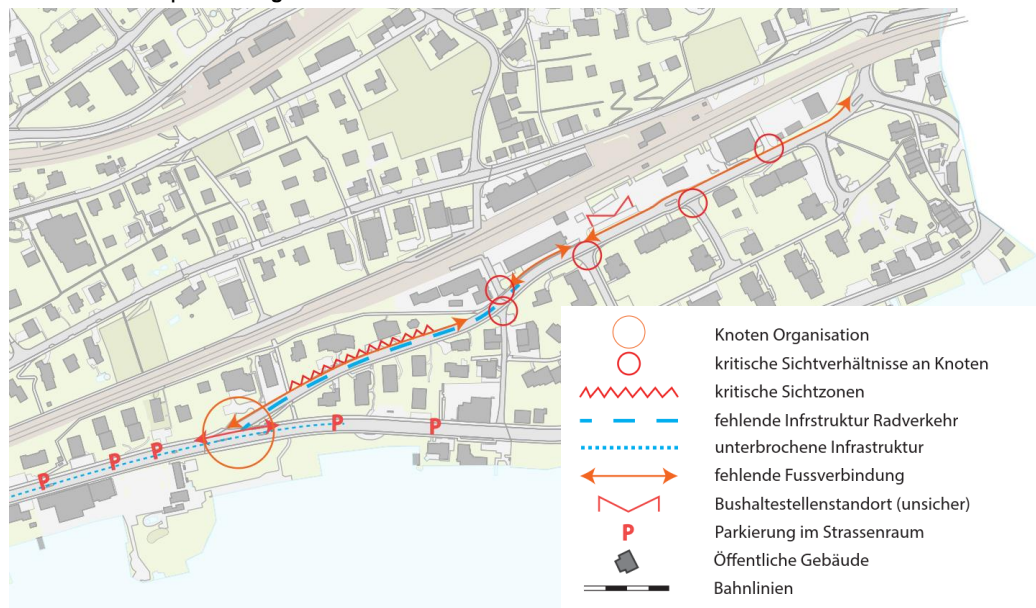 P
P
P
P
P
Knoten Organisation
kritische Sichtverhältnisse an Knoten
kritische Sichtzonen
fehlende Infrstruktur Radverkehr
unterbrochene Infrastruktur
fehlende Fussverbindung
Bushaltestellenstandort (unsicher)
P Parkierung im Strassenraum
Öffentliche Gebäude
Bahnlinien